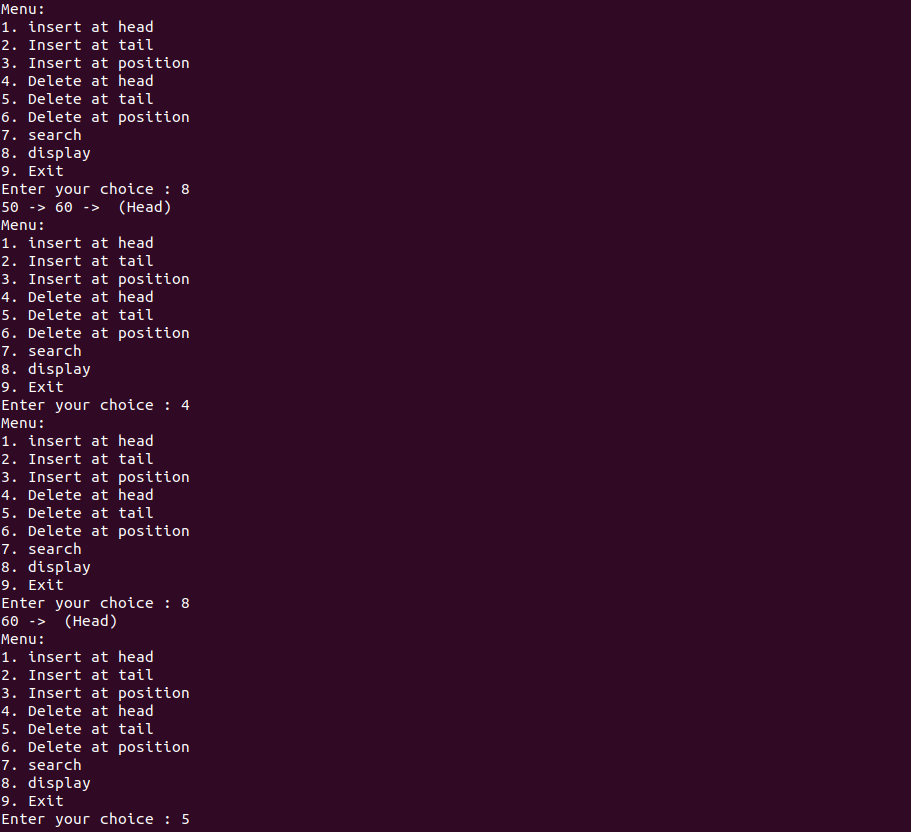 Menu:
1. insert at head
2. Insert at tail
3. Insert at position
4. Delete at head
5. Delete at tail
6. Delete at position
7. search
8. display
9. Exit
Enter your choice : 8
50 -> 60 ->  (Head)
Menu:
1. insert at head
2. Insert at tail
3. Insert at position
4. Delete at head
5. Delete at tail
6. Delete at position
7. search
8. display
9. Exit
Enter your choice : 4
Menu:
1. insert at head
2. Insert at tail
3. Insert at position
4. Delete at head
5. Delete at tail
6. Delete at position
7. search
8. display
9. Exit
Enter your choice : 8
60 ->  (Head)
Menu:
1. insert at head
2. Insert at tail
3. Insert at position
4. Delete at head
5. Delete at tail
6. Delete at position
7. search
8. display
9. Exit
Enter your choice : 5